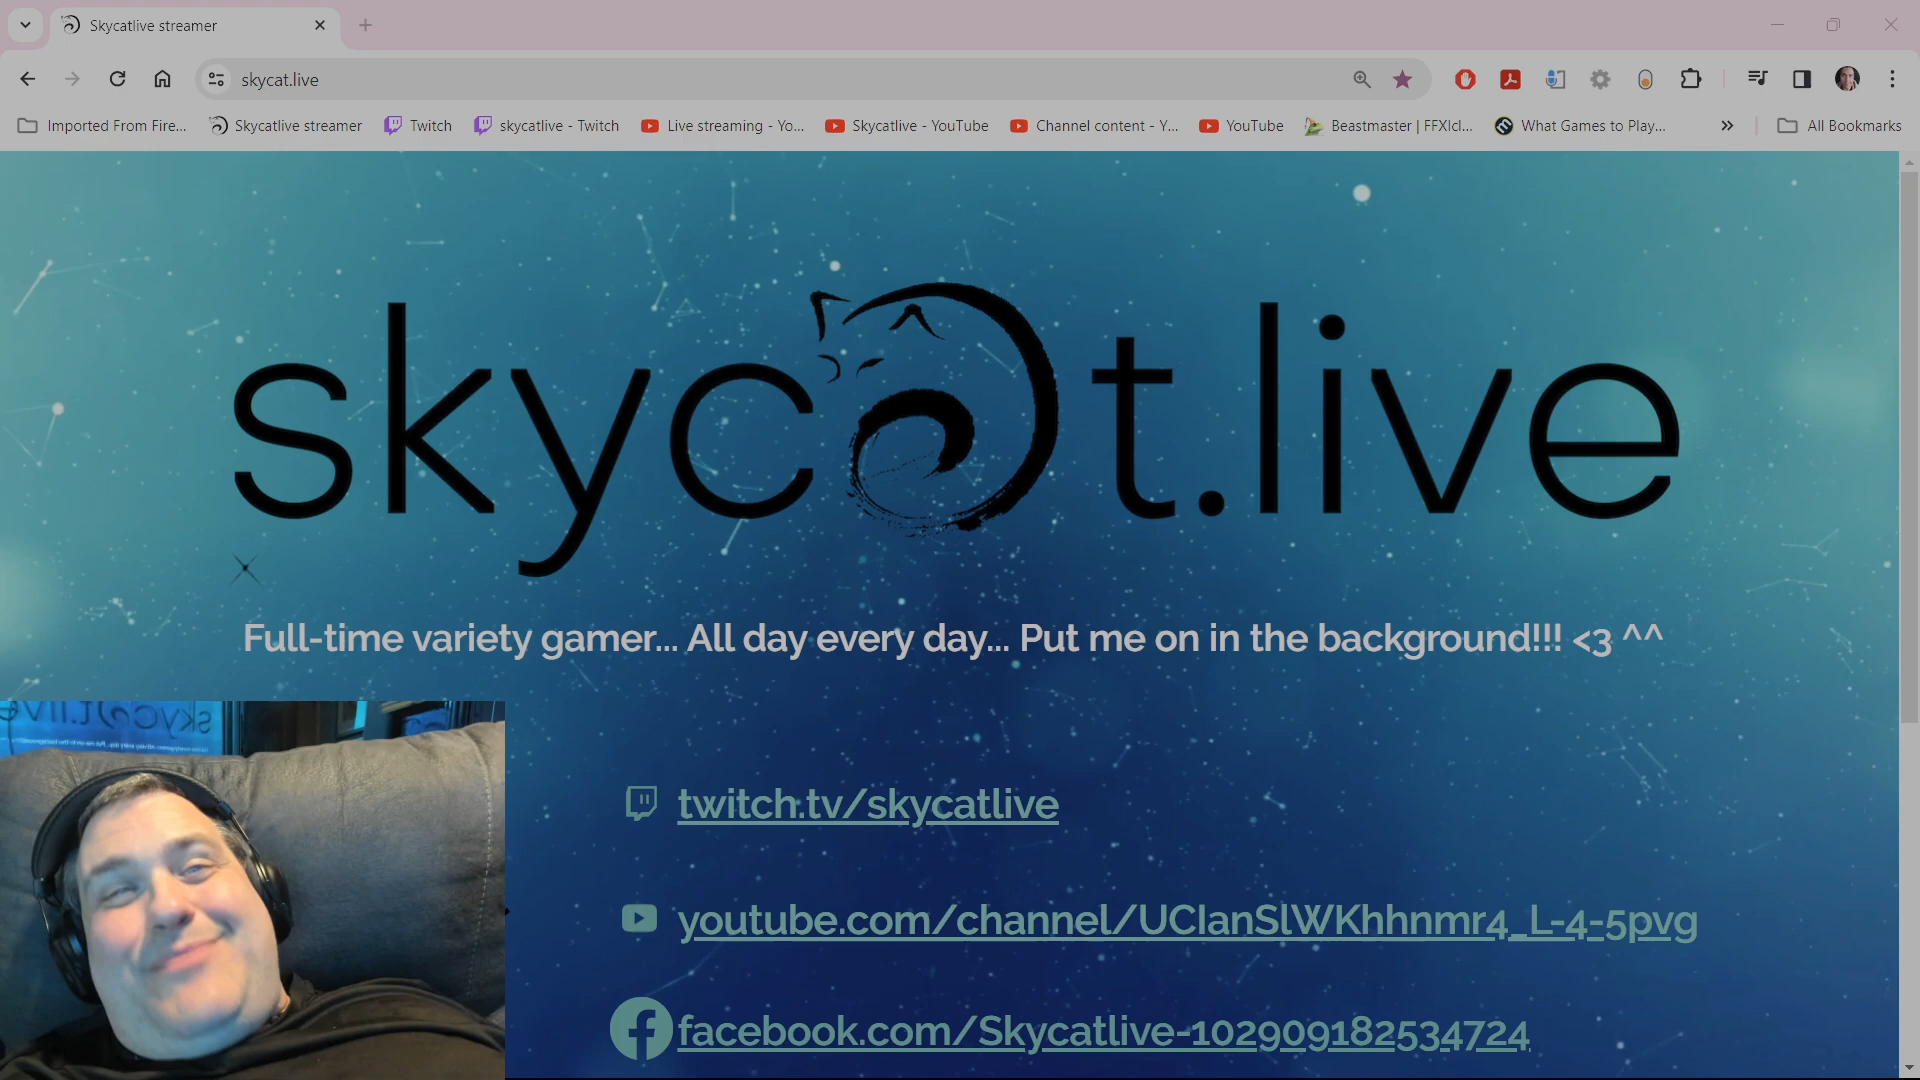 Skycatlive streamer
skycat.live
Imported From Fire...
Skycatlive streamer
Twitch
skycatlive - Twitch
Live streaming - Yo...
Skycatlive - YouTube
Channel content - Y...
YouTube
Beastmaster | FFXIcl...
What Games to Play...
All Bookmarks
skycat.live
Full-time variety gamer... All day every day... Put me on in the background!!! <3 ^^
skycat.live
twitch.tv/skycatlive
youtube.com/channel/UCIanSlWKhhnmr4_L-4-5pvg
facebook.com/Skycatlive-102909182534724